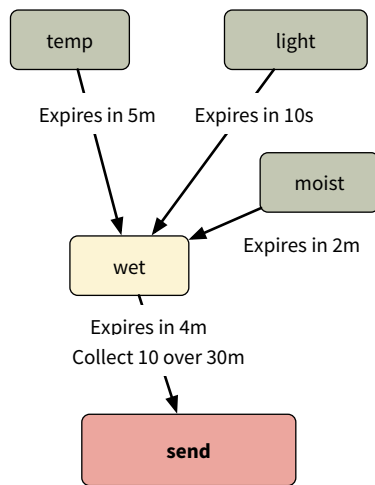 temp
light
Expires in 5m
Expires in 10s
moist
Expires in 2m
wet
Expires in 4m
Collect 10 over 30m
send